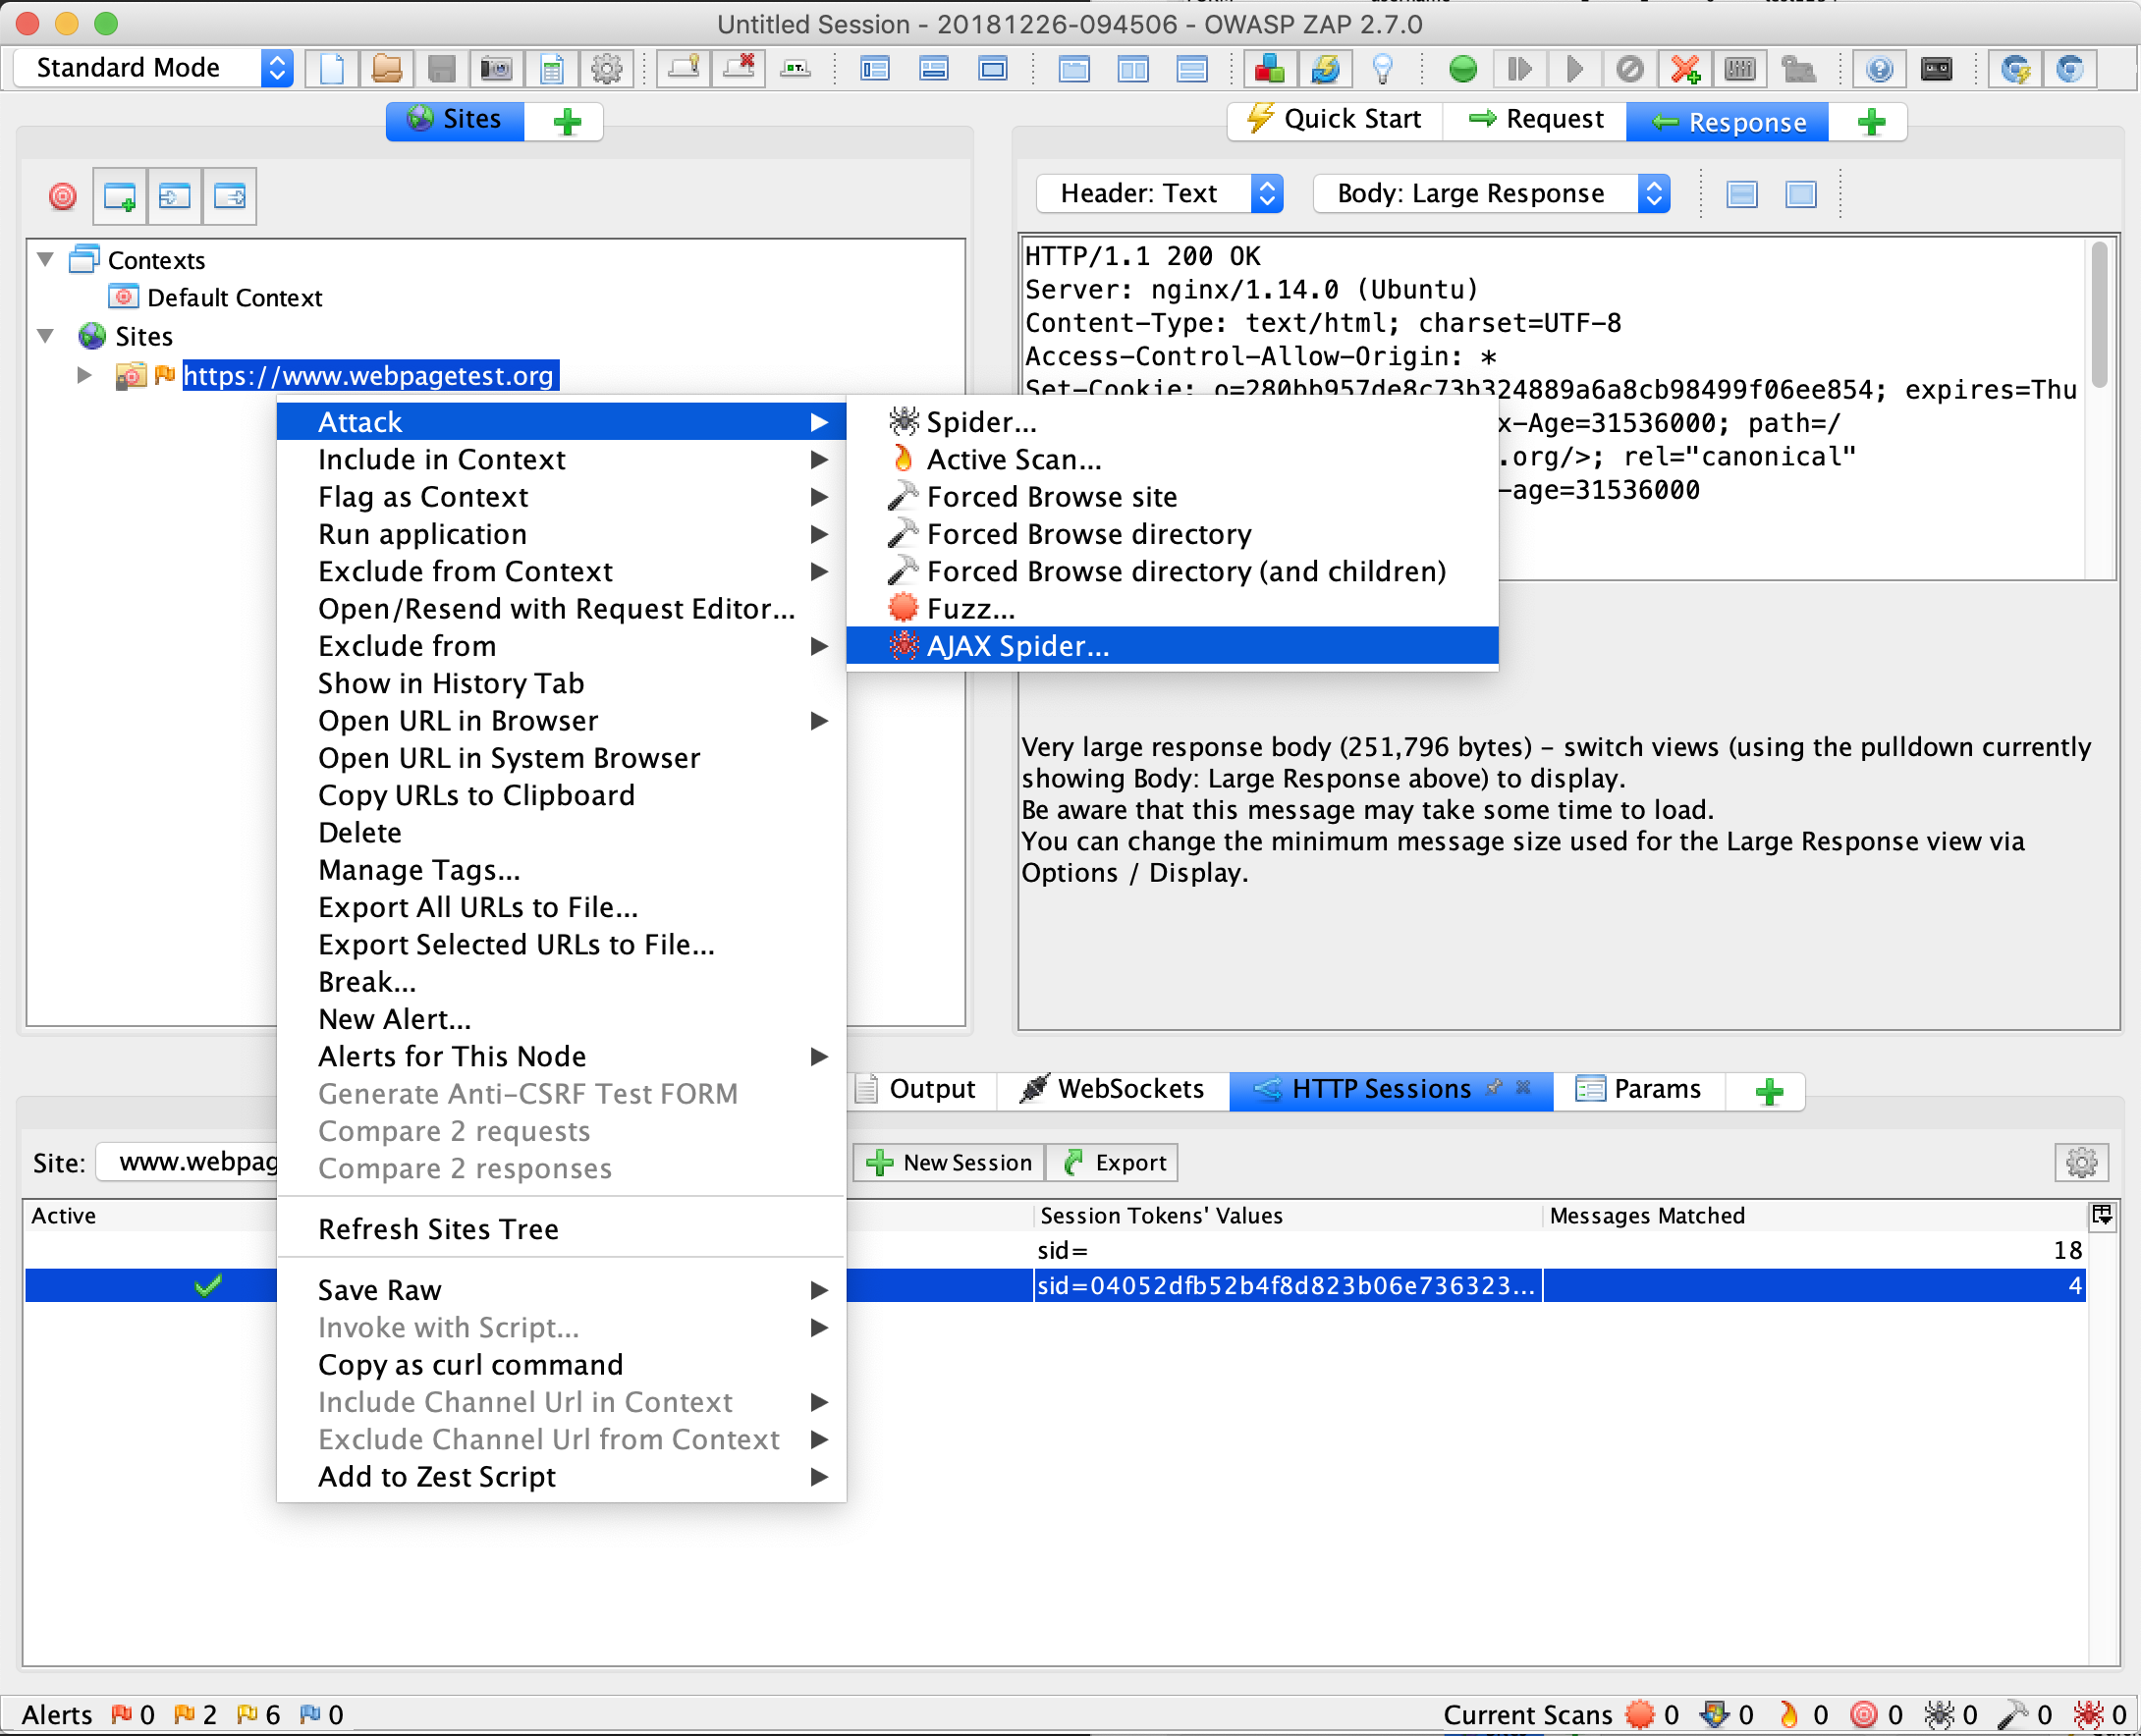 Untitled Session - 20181226-094506 - OWASP ZAP 2.7.0
Standard Mode
Sites
Quick Start
Request
Response
Header: Text
Body: Large Response
Contexts
Default Context
Sites
https://www.webpagetest.org
HTTP/1.1 200 OK
Server: nginx/1.14.0 (Ubuntu)
Content-Type: text/html; charset=UTF-8
Access-Control-Allow-Origin: *
Set-Cookie: o=280bb957de8c73b324889a6a8cb98499f06ee854; expires=Thu
x-Age=31536000; path=/
.org/>; rel="canonical"
-age=31536000
Attack
Include in Context
Flag as Context
Run application
Exclude from Context
Open/Resend with Request Editor...
Exclude from
Show in History Tab
Open URL in Browser
Open URL in System Browser
Copy URLs to Clipboard
Delete
Manage Tags...
Export All URLs to File...
Export Selected URLs to File...
Break...
New Alert...
Alerts for This Node
Generate Anti-CSRF Test FORM
Compare 2 requests
Compare 2 responses
Refresh Sites Tree
Save Raw
Invoke with Script...
Copy as curl command
Include Channel Url in Context
Exclude Channel Url from Context
Add to Zest Script
Spider...
Active Scan...
Forced Browse site
Forced Browse directory
Forced Browse directory (and children)
Fuzz...
AJAX Spider...
Very large response body (251,796 bytes) - switch views (using the pulldown currently
showing Body: Large Response above) to display.
Be aware that this message may take some time to load.
You can change the minimum message size used for the Large Response view via
Options / Display.
Output
WebSockets
HTTP Sessions
Params
Site:
www.webpag
New Session
Export
Active
Session Tokens' Values
Messages Matched
sid=
18
sid=04052dfb52b4f8d823b06e736323...
4
Alerts 0 2 6 0
Current Scans 0 0 0 0 0 0 0